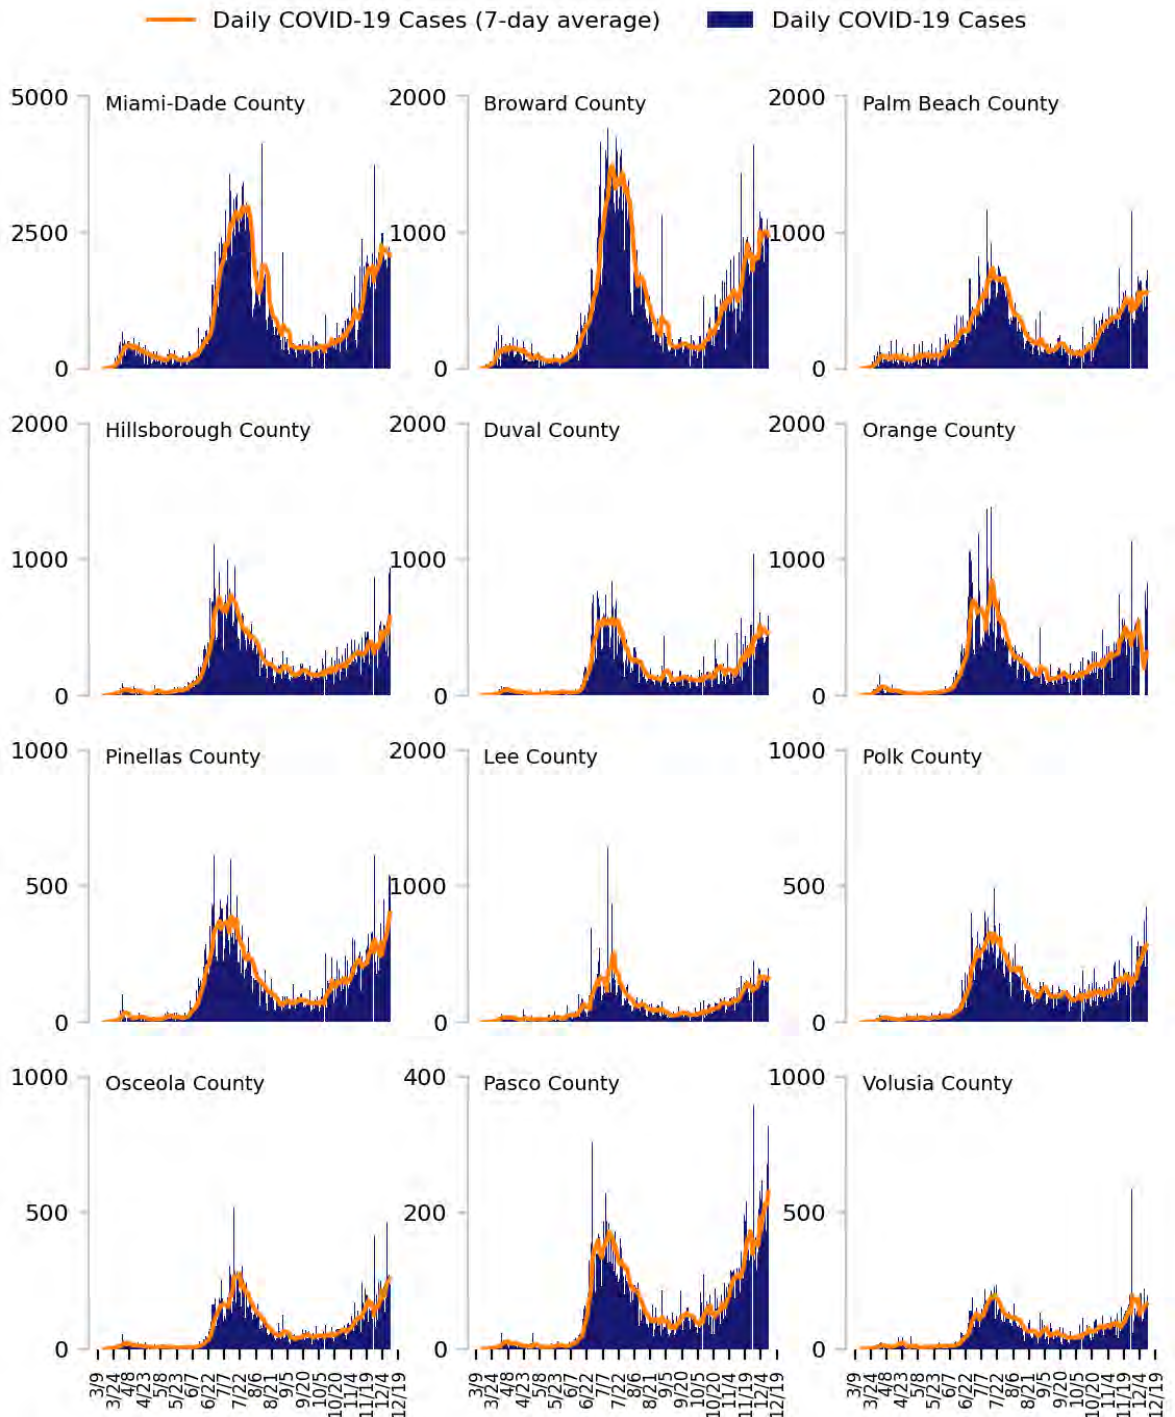 Daily COVID-19 Cases (7-day average) Daily COVID-19 Cases
5000 Miami-Dade County 2000 Broward County 2000 Palm Beach County
2500 1000 1000
0 0 0
2000 Hillsborough County 2000 Duval County 2000 Orange County
1000 1000 1000
0 0 0
1000 Pinellas County 2000 Lee County 1000 Polk County
500 1000 500
0 0 0
1000 Osceola County 400 Pasco County 1000 Volusia County
500 200 500
0 0 0
3/9 3/24 4/8 4/23 5/8 5/23 6/7 6/22 7/7 7/22 8/6 8/21 9/5 9/20 10/5 10/20 11/4 11/19 12/4 12/19 3/9 3/24 4/8 4/23 5/8 5/23 6/7 6/22 7/7 7/22 8/6 8/21 9/5 9/20 10/5 10/20 11/4 11/19 12/4 12/19 3/9 3/24 4/8 4/23 5/8 5/23 6/7 6/22 7/7 7/22 8/6 8/21 9/5 9/20 10/5 10/20 11/4 11/19 12/4 12/19